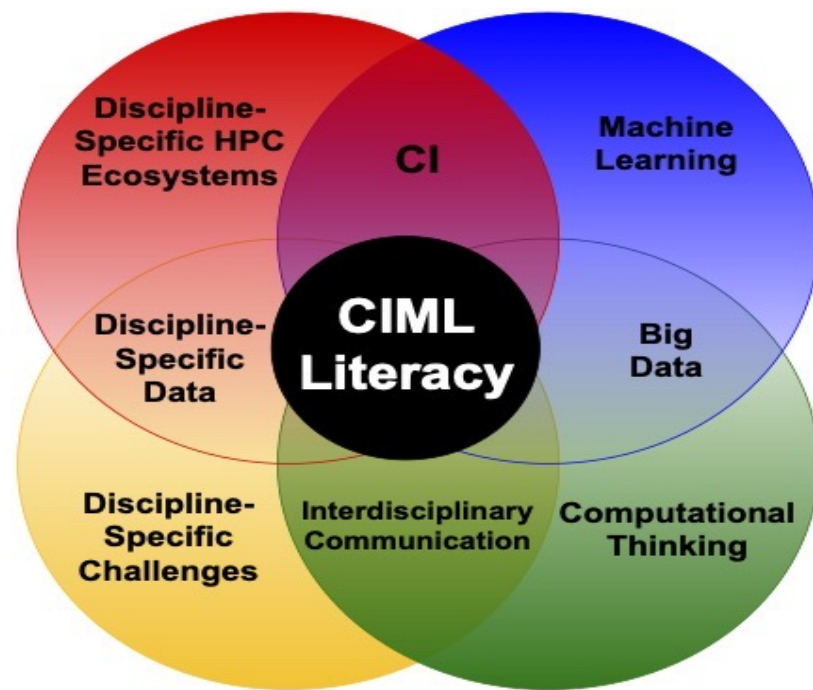 Discipline-
Specific HPC
Ecosystems
CI
Machine
Learning
Discipline-
Specific
Data
CIML
Literacy
Big
Data
Discipline-
Specific
Challenges
Interdisciplinary
Communication
Computational
Thinking